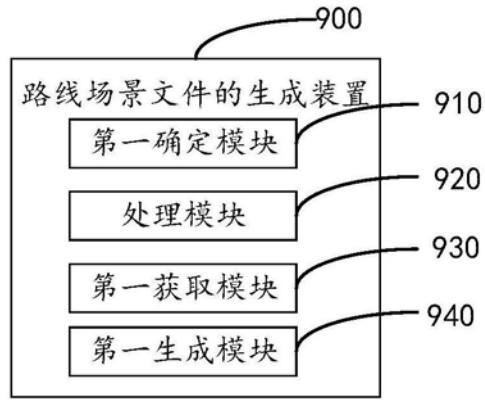 900
路线场景文件的生成装置
第一确定模块
910
处理模块
920
第一获取模块
930
第一生成模块
940